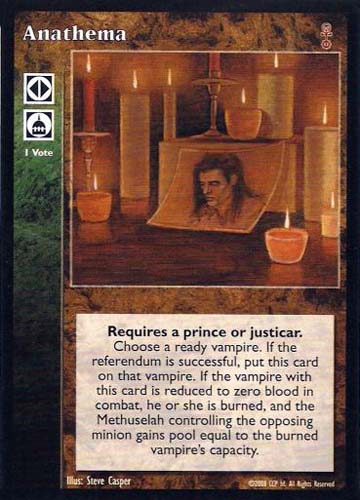 Anathema
1 Vote
Requires a prince or justicar.
Choose a ready vampire. If the
referendum is successful, put this card
on that vampire. If the vampire with
this card is reduced to zero blood in
combat, he or she is burned, and the
Methuselah controlling the opposing
minion gains pool equal to the burned
vampire's capacity.
Illus: Steve Casper
©2008 CCP hf. All Rights Reserved